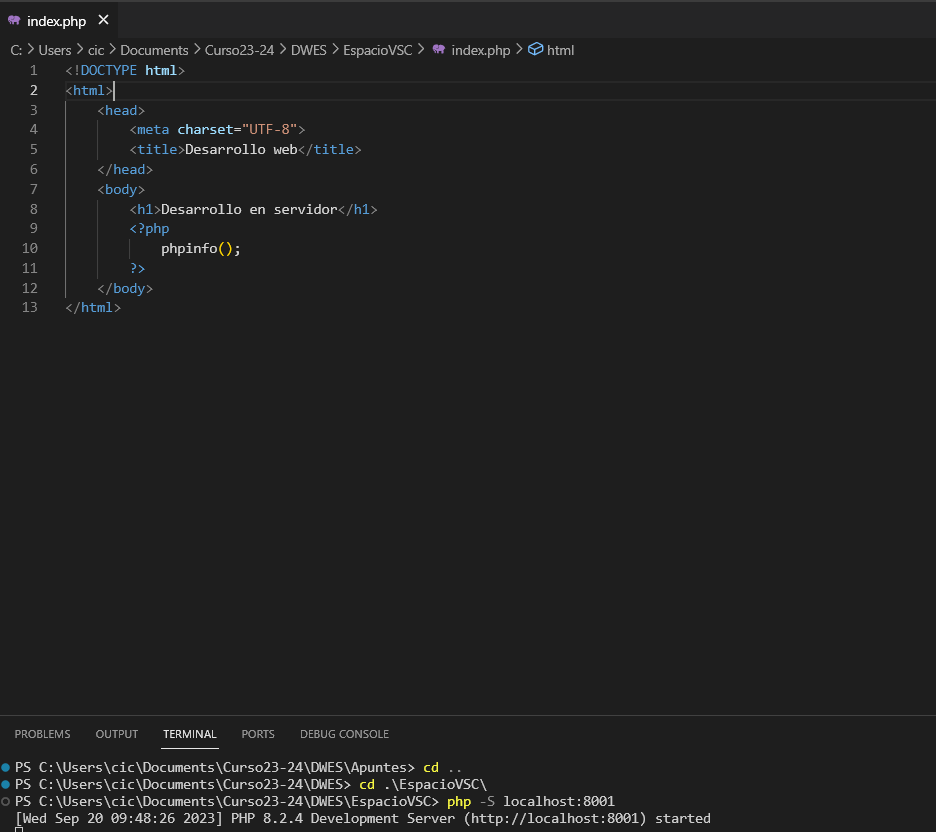 index.php
C: > Users > cic > Documents > Curso23-24 > DWES > EspacioVSC > index.php > html
1 <!DOCTYPE html>
2 <html>
3     <head>
4         <meta charset="UTF-8">
5         <title>Desarrollo web</title>
6     </head>
7     <body>
8         <h1>Desarrollo en servidor</h1>
9         <?php
10             phpinfo();
11         ?>
12     </body>
13 </html>
PROBLEMS OUTPUT TERMINAL PORTS DEBUG CONSOLE
PS C:\Users\cic\Documents\Curso23-24\DWES\Apuntes> cd ..
PS C:\Users\cic\Documents\Curso23-24\DWES> cd .\EspacioVSC\
PS C:\Users\cic\Documents\Curso23-24\DWES\EspacioVSC> php -S localhost:8001
[Wed Sep 20 09:48:26 2023] PHP 8.2.4 Development Server (http://localhost:8001) started